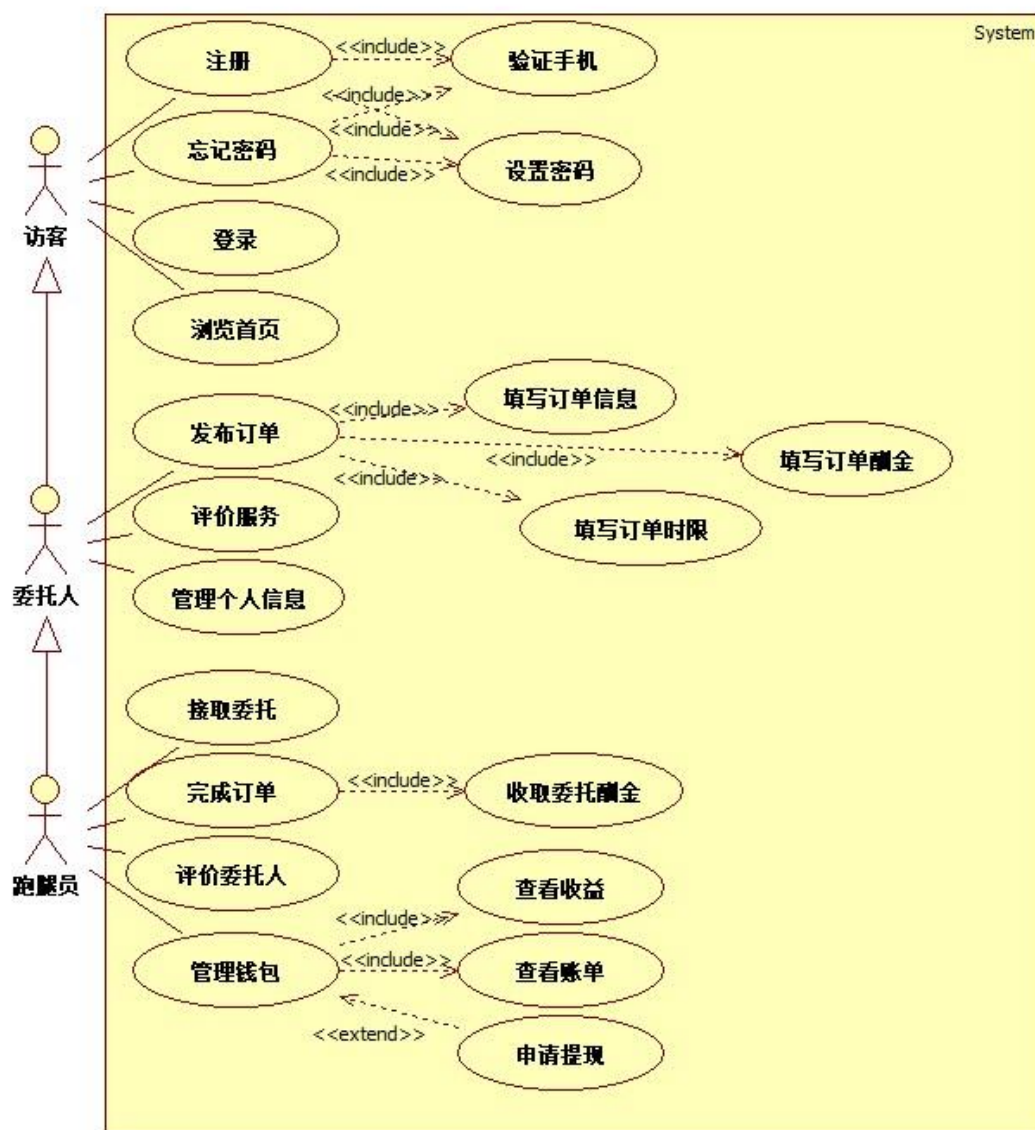 System
注册
<<include>>
验证手机
<<include>>
忘记密码
<<include>>
<<include>>
设置密码
访客
登录
浏览首页
发布订单
<<include>>
填写订单信息
<<include>>
填写订单酬金
<<include>>
评价服务
填写订单时限
委托人
管理个人信息
接取委托
完成订单
<<include>>
收取委托酬金
跑腿员
评价委托人
查看收益
<<include>>
管理钱包
<<include>>
查看账单
<<extend>>
申请提现